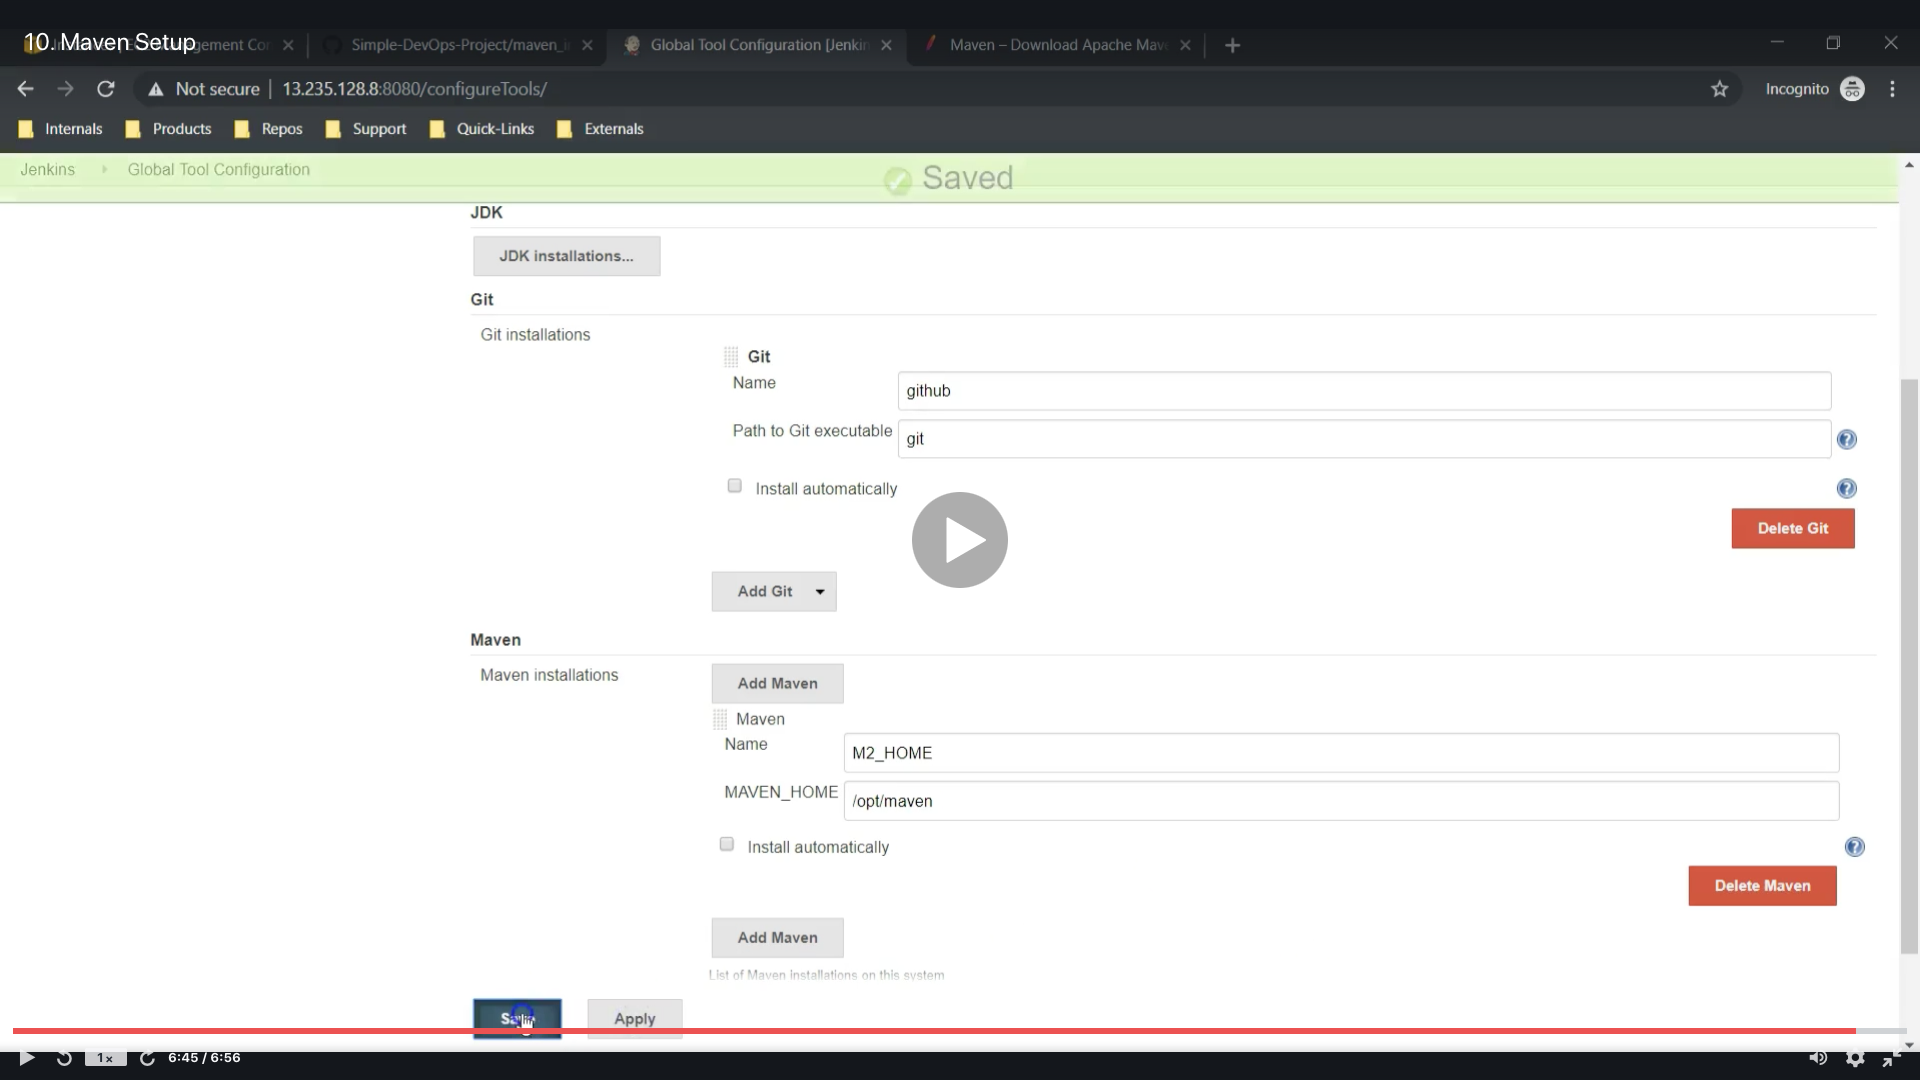 10. Maven Setup
Simple-DevOps-Project/maven_i
Global Tool Configuration [Jenkin
Maven – Download Apache Mave
Not secure
13.235.128.8:8080/configureTools/
Incognito
Internals
Products
Repos
Support
Quick-Links
Externals
Jenkins
Global Tool Configuration
Saved
JDK
JDK installations...
Git
Git installations
Git
Name
github
Path to Git executable
git
Install automatically
Delete Git
Add Git
Maven
Maven installations
Add Maven
Maven
Name
M2_HOME
MAVEN_HOME
/opt/maven
Install automatically
Delete Maven
Add Maven
List of Maven installations on this system
Apply
1x
6:45 / 6:56